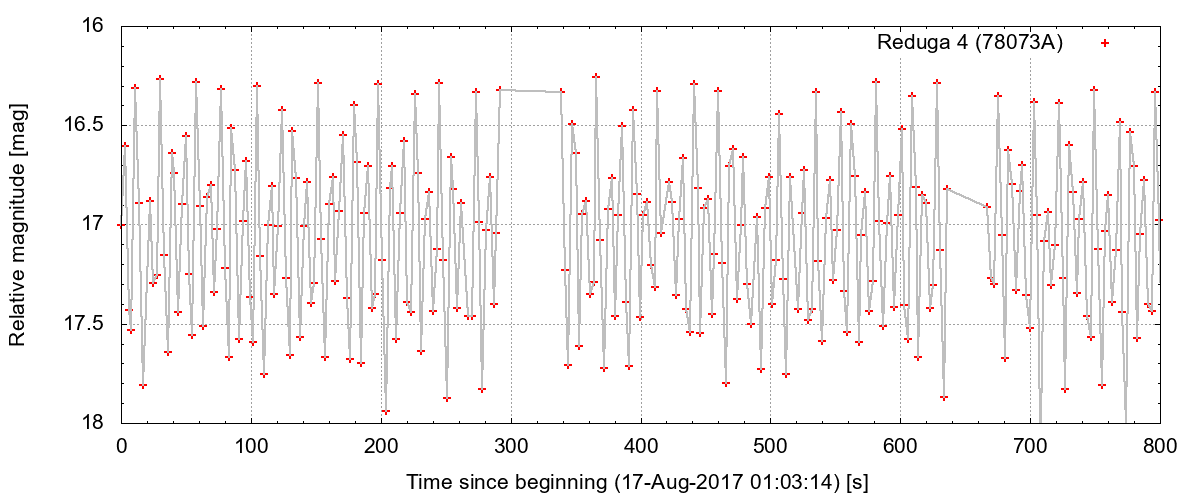 Reduga 4 (78073A)
Relative magnitude [mag]
16
16.5
17
17.5
18
0 100 200 300 400 500 600 700 800
Time since beginning (17-Aug-2017 01:03:14) [s]